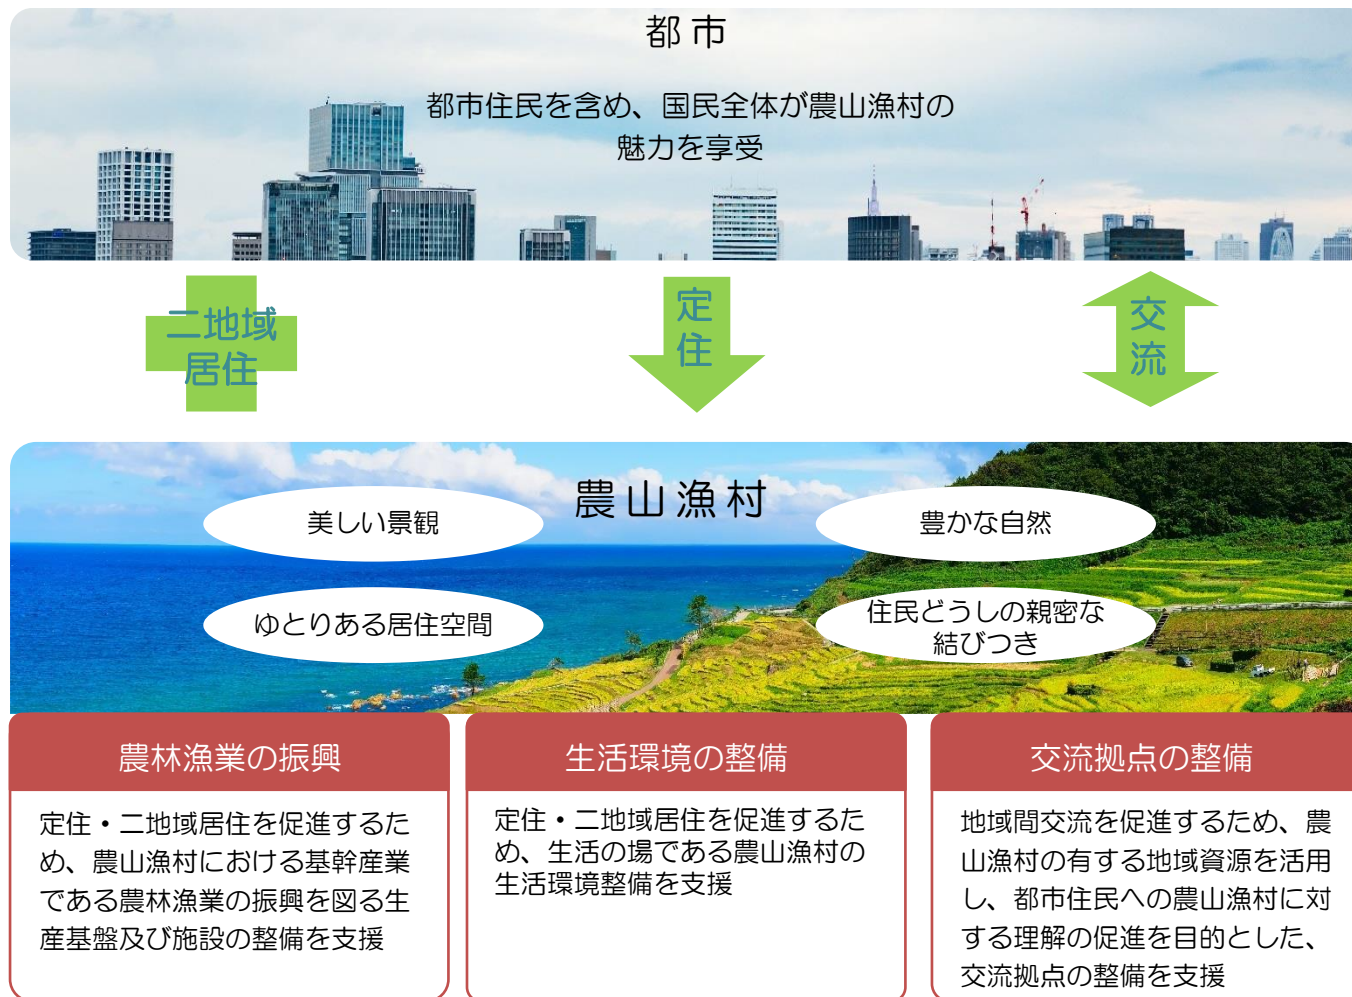 都市
都市住民を含め、国民全体が農山漁村の
魅力を享受
二地域
居住
定
住
交
流
農山漁村
美しい景観
豊かな自然
ゆとりある居住空間
住民どうしの親密な
結びつき
農林漁業の振興
定住・二地域居住を促進するた
め、農山漁村における基幹産業
である農林漁業の振興を図る生
産基盤及び施設の整備を支援
生活環境の整備
定住・二地域居住を促進するた
め、生活の場である農山漁村の
生活環境整備を支援
交流拠点の整備
地域間交流を促進するため、農
山漁村の有する地域資源を活用
し、都市住民への農山漁村に対
する理解の促進を目的とした、
交流拠点の整備を支援